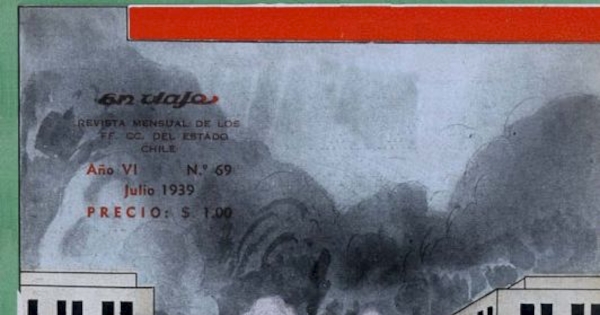 en viaje
REVISTA MENSUAL DE LOS
FF. CC. DEL ESTADO
CHILE
Año VI N.° 69
Julio 1939
PRECIO: $ 1.00